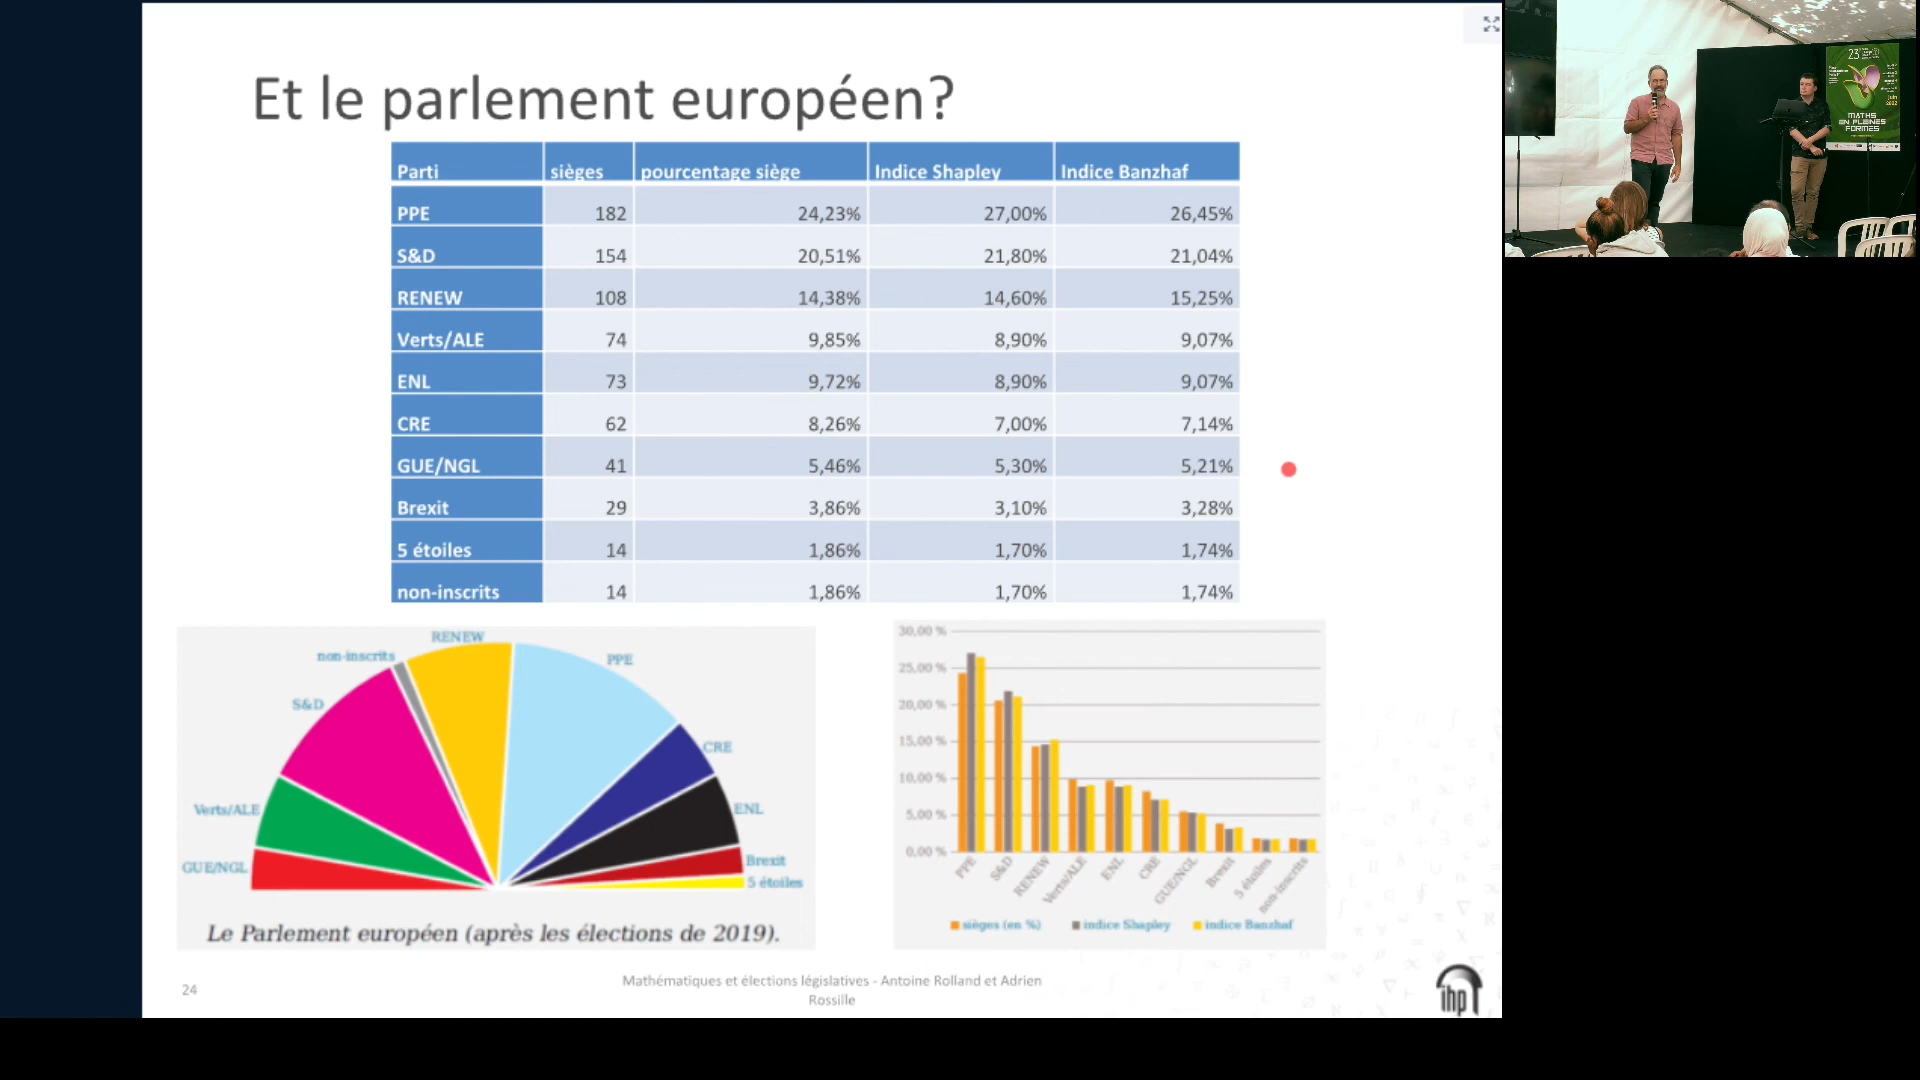 Et le parlement européen?
Parti sièges pourcentage siège Indice Shapley Indice Banzhaf
PPE 182 24,23% 27,00% 26,45%
S&D 154 20,51% 21,80% 21,04%
RENEW 108 14,38% 14,60% 15,25%
Verts/ALE 74 9,85% 8,90% 9,07%
ENL 73 9,72% 8,90% 9,07%
CRE 62 8,26% 7,00% 7,14%
GUE/NGL 41 5,46% 5,30% 5,21%
Brexit 29 3,86% 3,10% 3,28%
5 étoiles 14 1,86% 1,70% 1,74%
non-inscrits 14 1,86% 1,70% 1,74%
RENEW
non-inscrits
PPE
S&D
CRE
Verts/ALE
ENL
GUE/NGL
Brexit
5 étoiles
Le Parlement européen (après les élections de 2019).
30,00 %
25,00 %
20,00 %
15,00 %
10,00 %
5,00 %
0,00 %
PPE S&D RENEW Verts/ALE ENL CRE GUE/NGL Brexit 5 étoiles non-inscrits
sièges (en %) indice Shapley indice Banzhaf
24
Mathématiques et élections législatives - Antoine Rolland et Adrien
Rossille
ihp
23
juin
2022
MATHS
EN PLEINES
FORMES